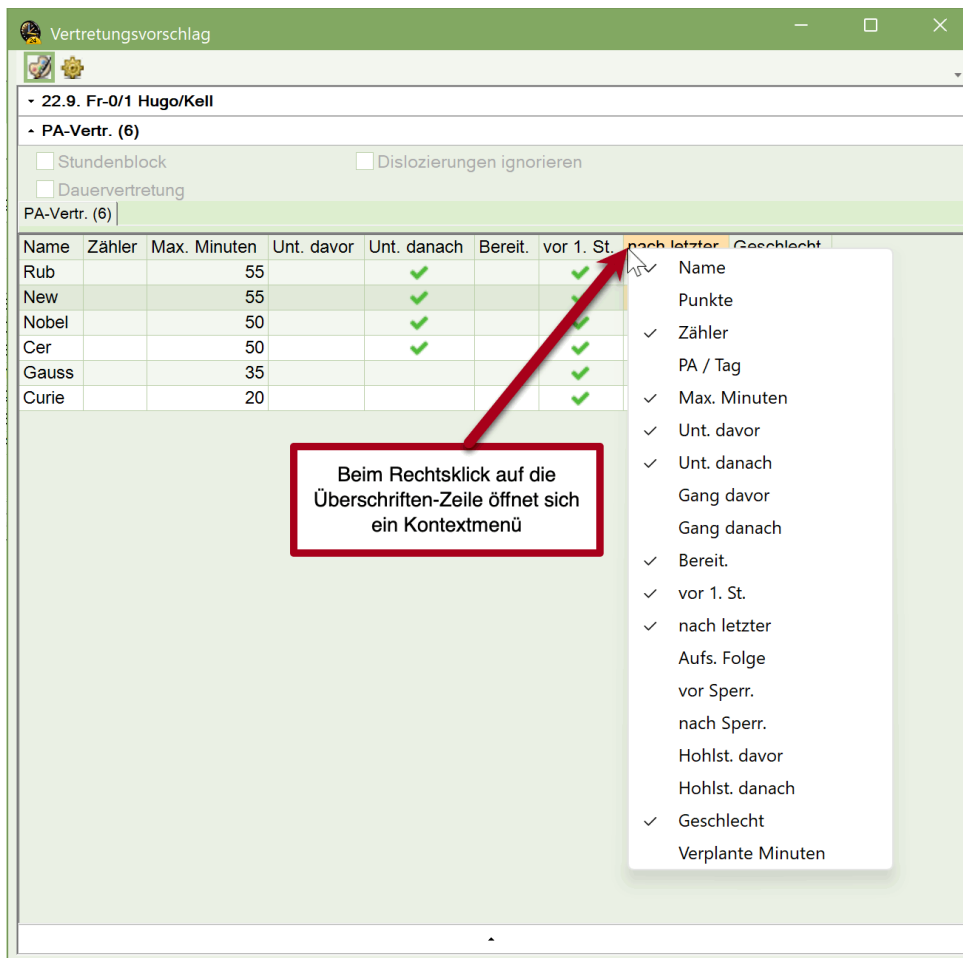 Vertretungsvorschlag
22.9. Fr-0/1 Hugo/Kell
PA-Vertr. (6)
Stundenblock Dislozierungen ignorieren
Dauervertretung
PA-Vertr. (6)
Name Zähler Max. Minuten Unt. davor Unt. danach Bereit. vor 1. St. nach letzter Geschlecht
Rub 55
New 55
Nobel 50
Cer 50
Gauss 35
Curie 20
Beim Rechtsklick auf die
Überschriften-Zeile öffnet sich
ein Kontextmenü
Name
Punkte
Zähler
PA / Tag
Max. Minuten
Unt. davor
Unt. danach
Gang davor
Gang danach
Bereit.
vor 1. St.
nach letzter
Aufs. Folge
vor Sperr.
nach Sperr.
Hohlst. davor
Hohlst. danach
Geschlecht
Verplante Minuten